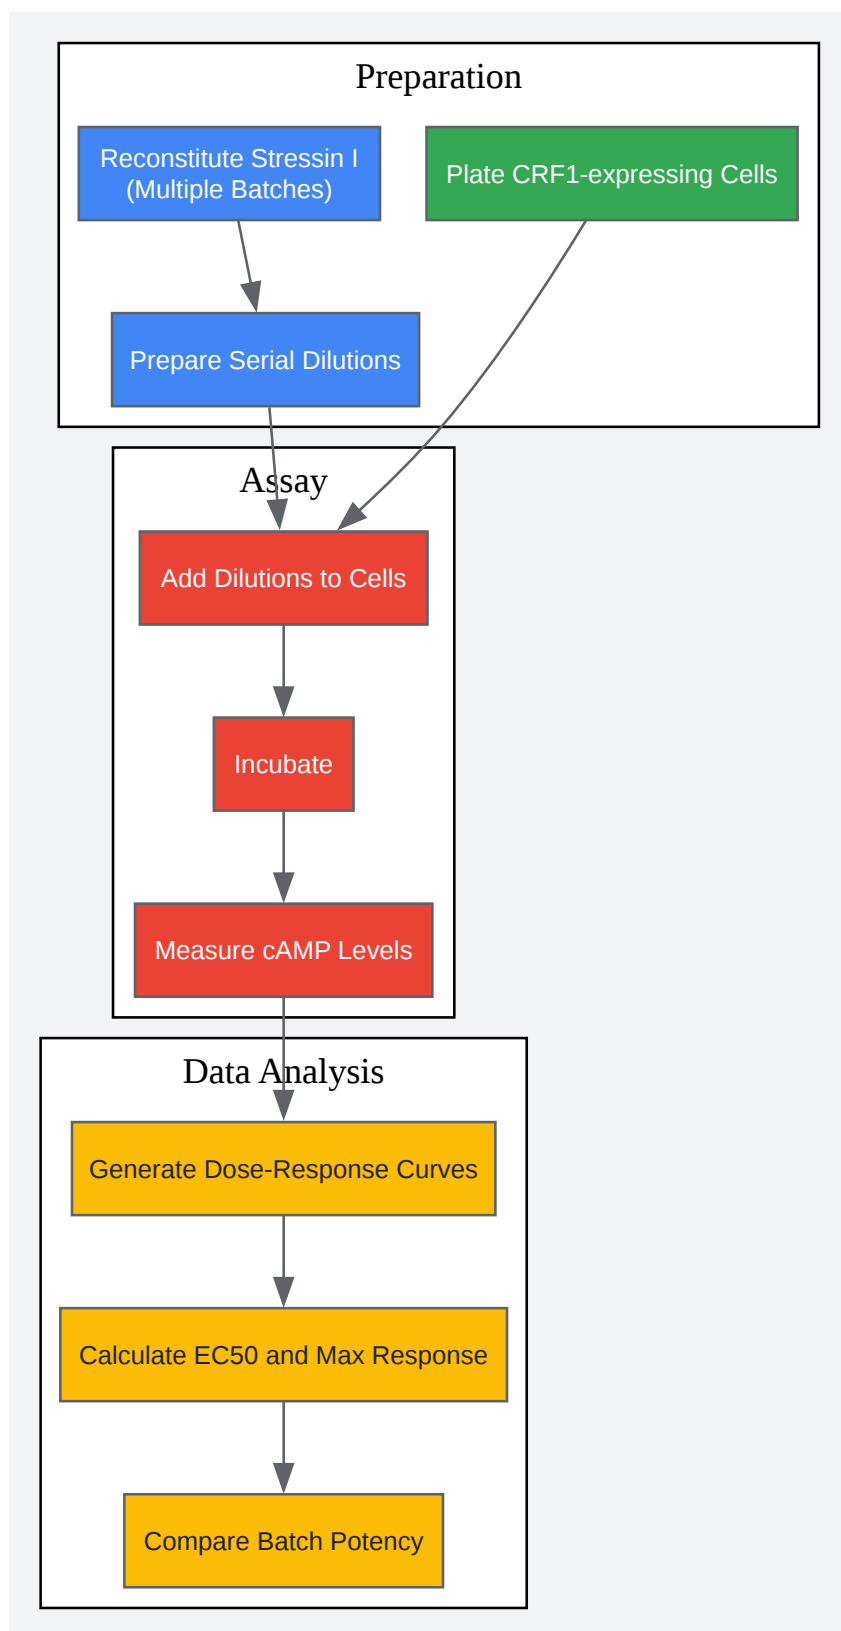 Preparation
Reconstitute Stressin I
(Multiple Batches)
Plate CRF1-expressing Cells
Prepare Serial Dilutions
Assay
Add Dilutions to Cells
Incubate
Measure cAMP Levels
Data Analysis
Generate Dose-Response Curves
Calculate EC50 and Max Response
Compare Batch Potency